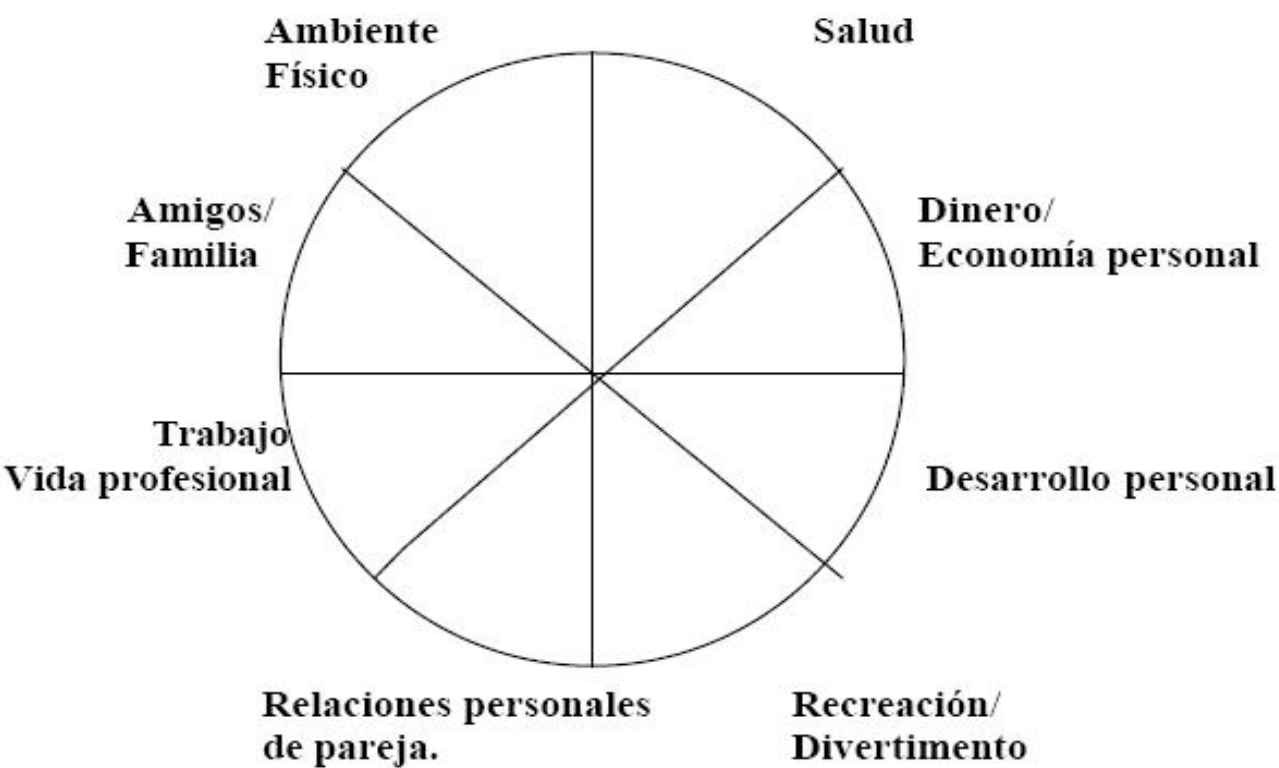 Ambiente
Físico
Salud
Amigos/
Familia
Dinero/
Economía personal
Trabajo
Vida profesional
Desarrollo personal
Relaciones personales
de pareja.
Recreación/
Divertimento